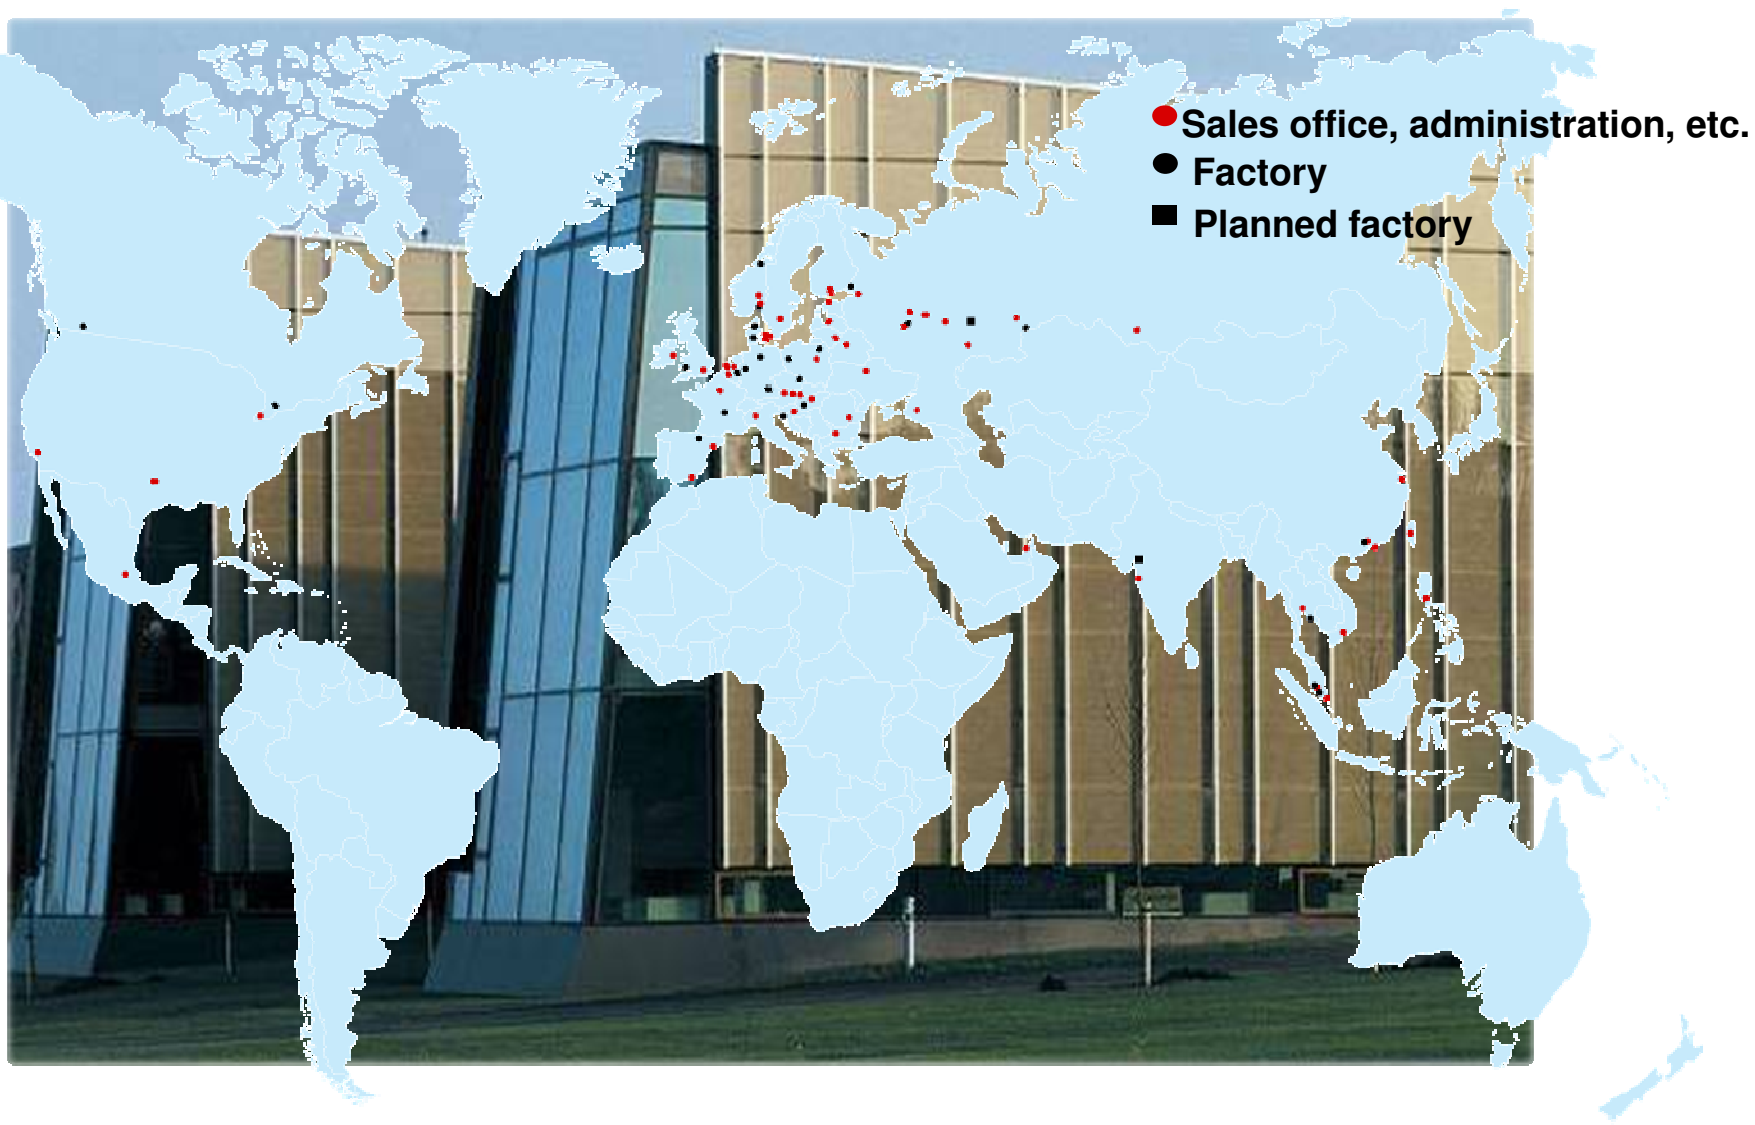 Sales office, administration, etc.
Factory
Planned factory